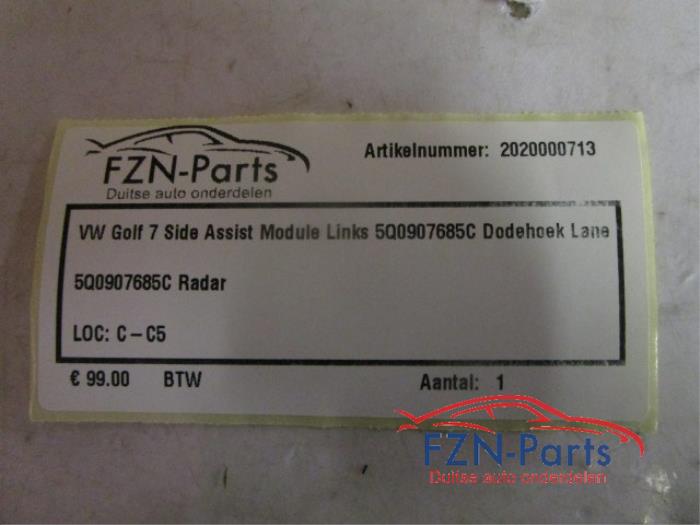 FZN-Parts
Duitse auto onderdelen
Artikelnummer: 2020000713
VW Golf 7 Side Assist Module Links 5Q0907685C Dodehoek Lane
5Q0907685C Radar
LOC: C-C5
€ 99.00 BTW
Aantal: 1
FZN-Parts
Duitse auto onderdelen